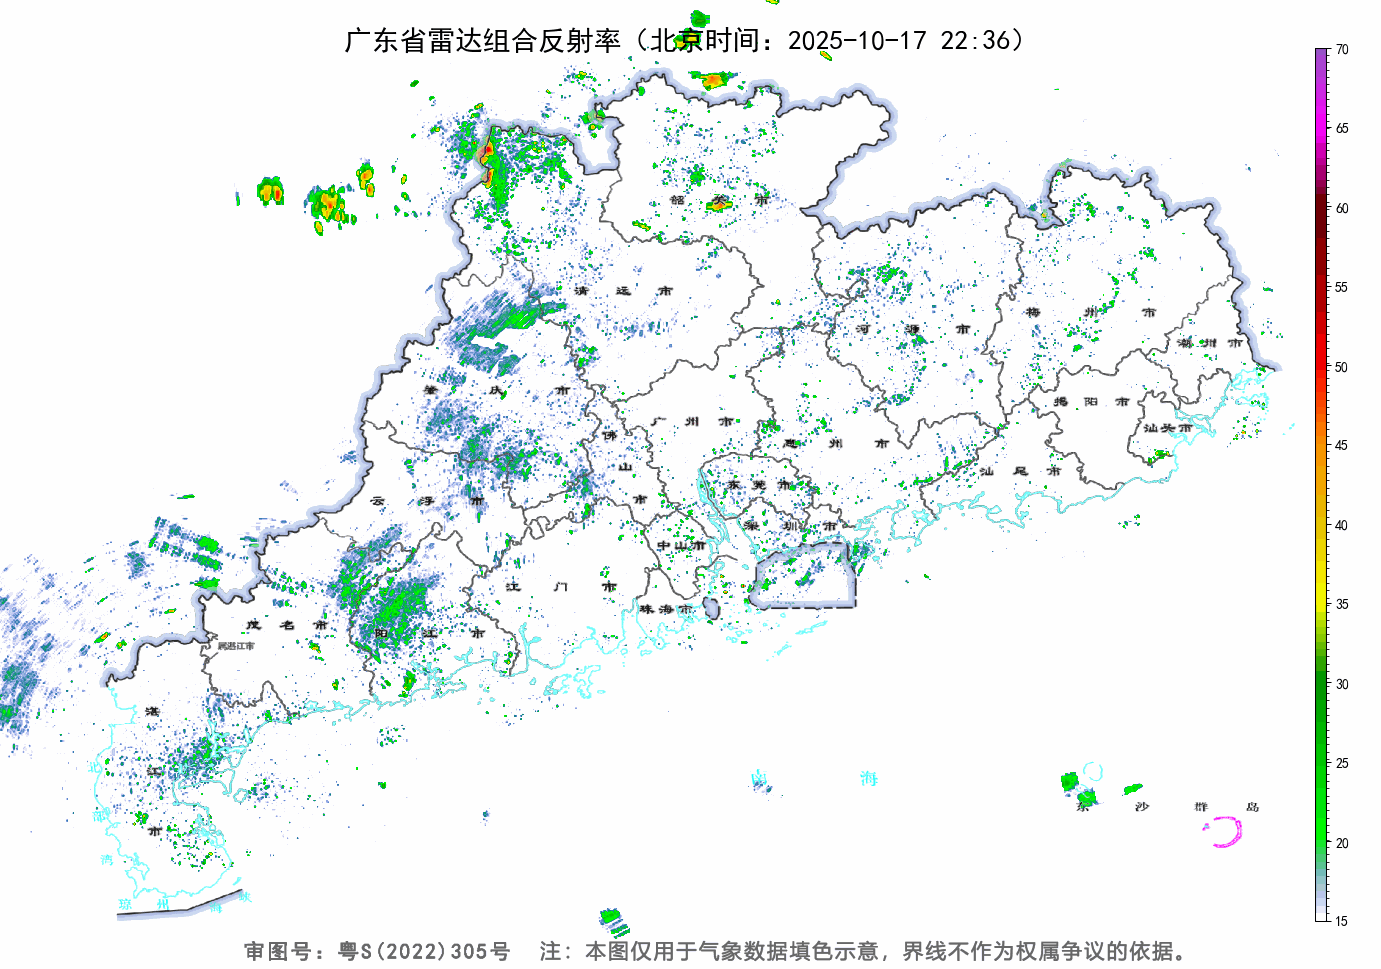 广东省雷达组合反射率（北京时间：2025-10-17 22:36）
70
65
60
55
50
45
40
35
30
25
20
15
韶关市
清远市
河源市
梅州市
潮州市
肇庆市
广州市
佛山市
惠州市
揭阳市
汕头市
汕尾市
东莞市
深圳市
云浮市
中山市
江门市
珠海市
茂名市
阳江市
属湛江市
湛江市
北部湾
琼州海峡
南海
东沙群岛
审图号：粤S(2022)305号 注：本图仅用于气象数据填色示意，界线不作为权属争议的依据。